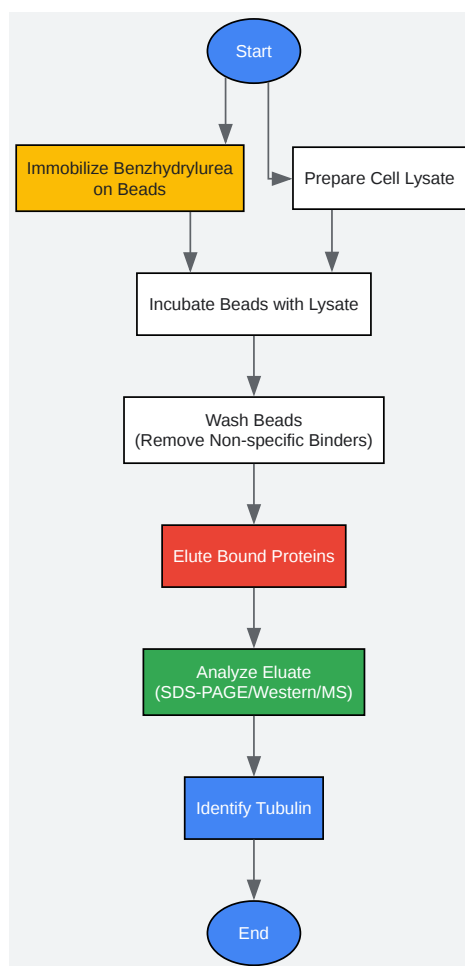 Start
Immobilize Benzhydrylurea
on Beads
Prepare Cell Lysate
Incubate Beads with Lysate
Wash Beads
(Remove Non-specific Binders)
Elute Bound Proteins
Analyze Eluate
(SDS-PAGE/Western/MS)
Identify Tubulin
End